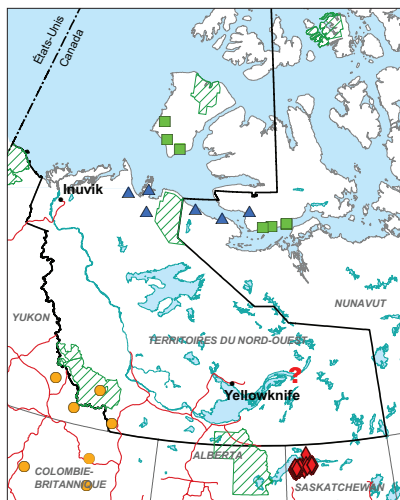 États-Unis
Canada
Inuvik
NUNAVUT
YUKON
TERRITOIRES DU NORD-OUEST
?
Yellowknife
ALBERTA
COLOMBIE-
BRITANNIQUE
SASKATCHEWAN